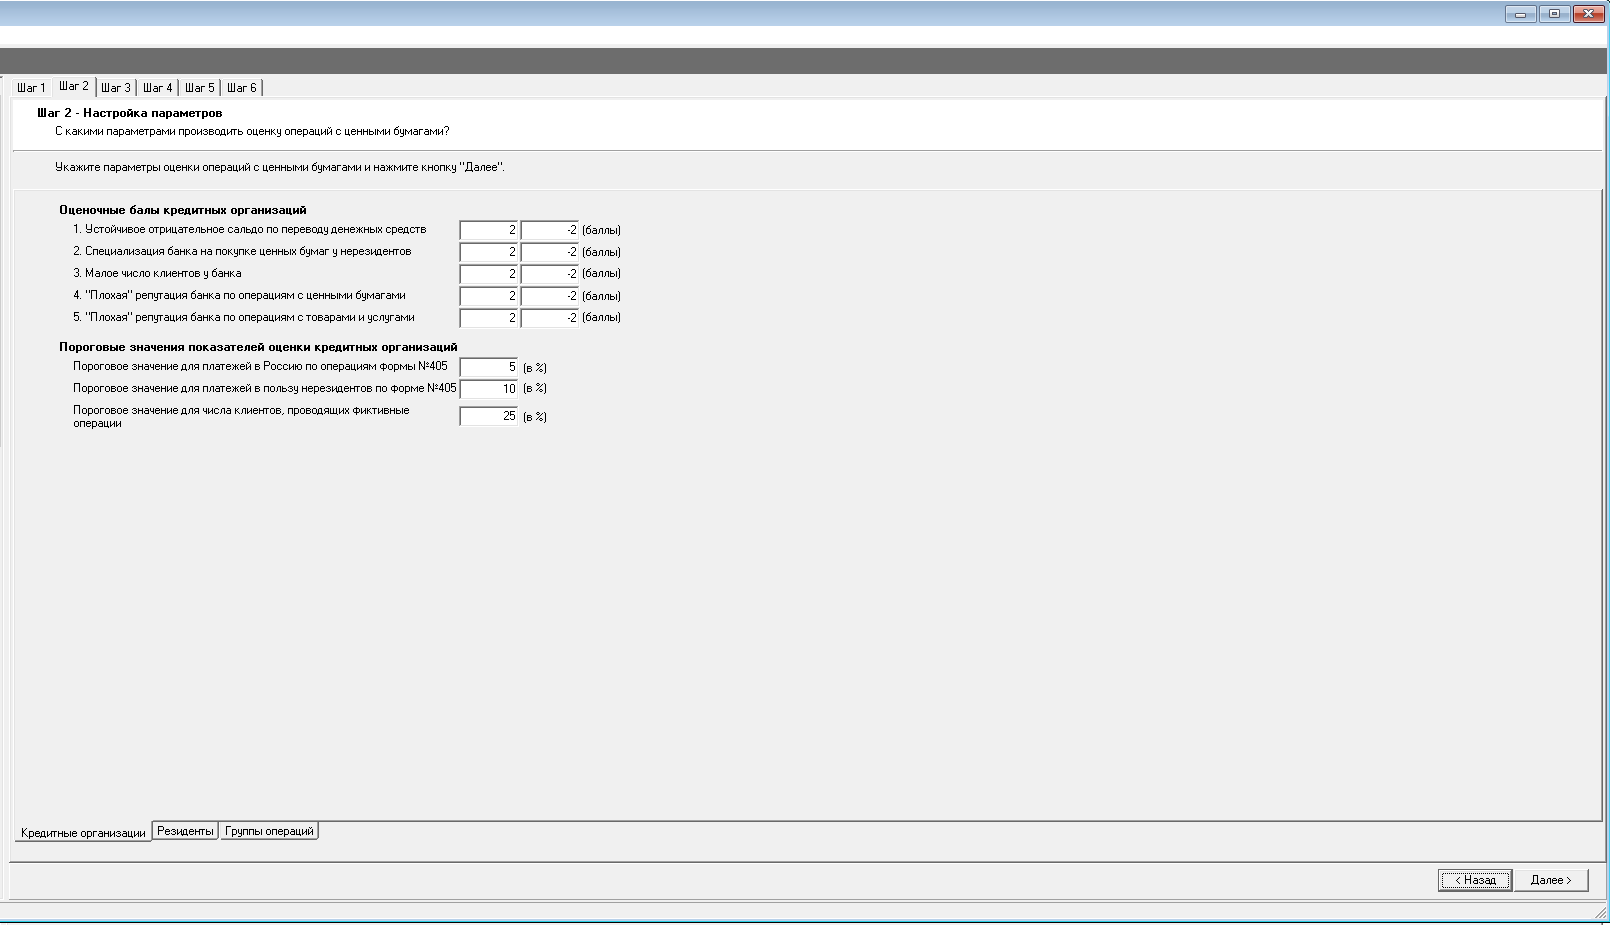 Шаг 1 Шаг 2 Шаг 3 Шаг 4 Шаг 5 Шаг 6
Шаг 2 - Настройка параметров
С какими параметрами производить оценку операций с ценными бумагами?
Укажите параметры оценки операций с ценными бумагами и нажмите кнопку "Далее".
Оценочные балы кредитных организаций
1. Устойчивое отрицательное сальдо по переводу денежных средств 2 -2 (баллы)
2. Специализация банка на покупке ценных бумаг у нерезидентов 2 -2 (баллы)
3. Малое число клиентов у банка 2 -2 (баллы)
4. "Плохая" репутация банка по операциям с ценными бумагами 2 -2 (баллы)
5. "Плохая" репутация банка по операциям с товарами и услугами 2 -2 (баллы)
Пороговые значения показателей оценки кредитных организаций
Пороговое значение для платежей в Россию по операциям формы №405 5 (в %)
Пороговое значение для платежей в пользу нерезидентов по форме №405 10 (в %)
Пороговое значение для числа клиентов, проводящих фиктивные
операции 25 (в %)
Кредитные организации Резиденты Группы операций
< Назад Далее >